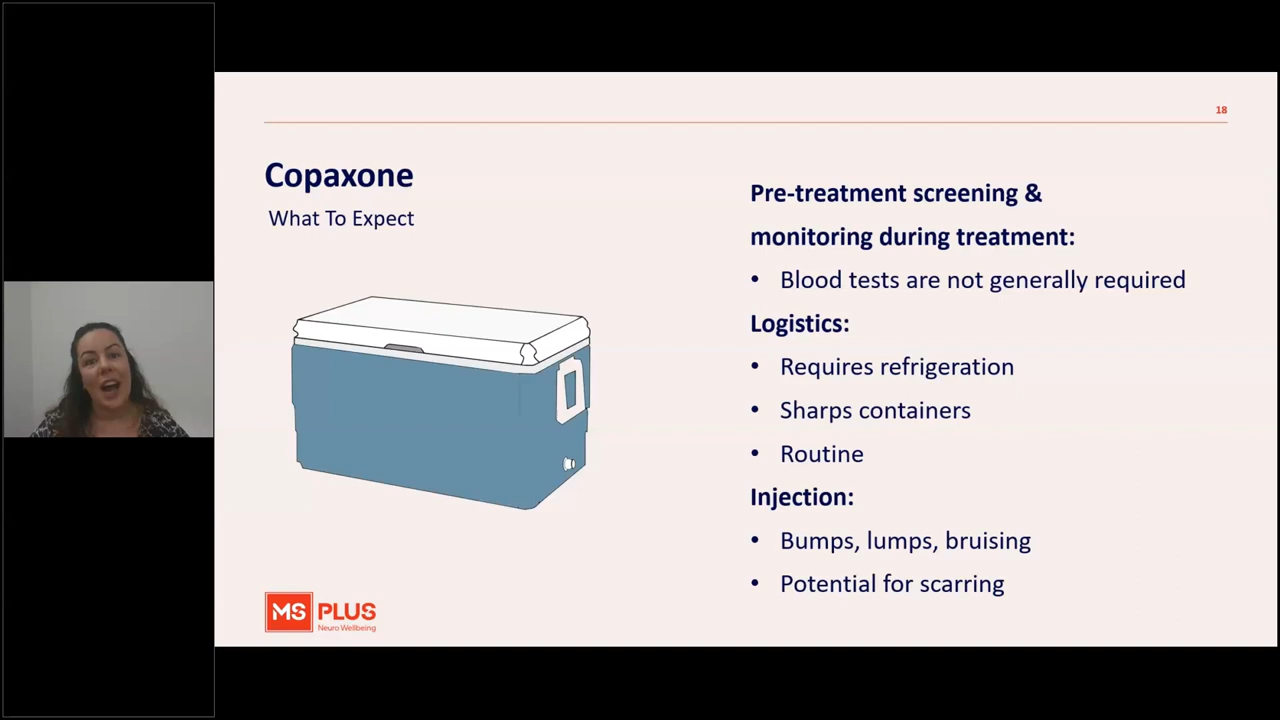 18
Copaxone
What To Expect
Pre-treatment screening &
monitoring during treatment:
• Blood tests are not generally required
Logistics:
• Requires refrigeration
• Sharps containers
• Routine
Injection:
• Bumps, lumps, bruising
• Potential for scarring
MS PLUS
Neuro Wellbeing